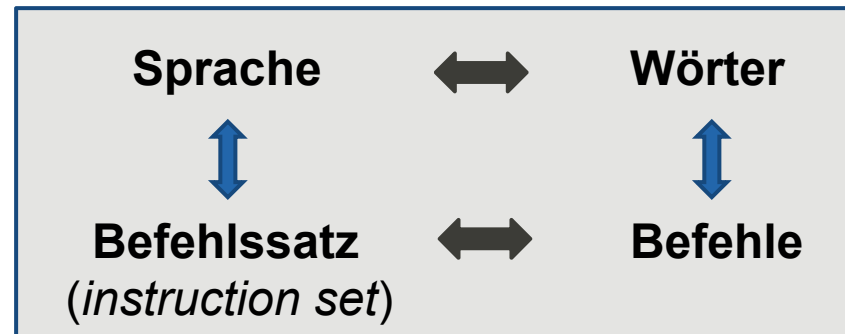 Sprache Wörter
Befehlssatz Befehle
(instruction set)